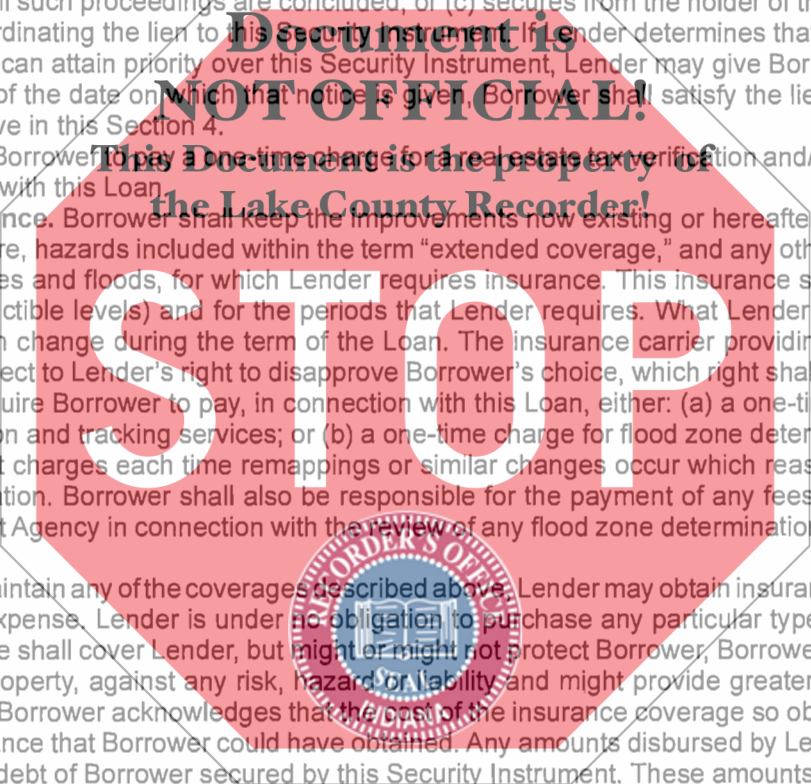 l such proceedings are concluded; or (c) secures from the holder of t
Document is
rdinating the lien to this Security Instrument. If Lender determines tha
can attain priority over this Security Instrument, Lender may give Bor
NOT OFFICIAL!
of the date on which that notice is given, Borrower shall satisfy the lie
ve in this Section 4.
This Document is the property of
Borrower to pay a one-time charge for a real estate tax verification and/
with this Loan.
the Lake County Recorder!
nce. Borrower shall keep the improvements now existing or hereafte
re, hazards included within the term “extended coverage,” and any oth
es and floods, for which Lender requires insurance. This insurance s
ctible levels) and for the periods that Lender requires. What Lender
STOP
n change during the term of the Loan. The insurance carrier providin
ect to Lender’s right to disapprove Borrower’s choice, which right shal
uire Borrower to pay, in connection with this Loan, either: (a) a one-ti
n and tracking services; or (b) a one-time charge for flood zone deter
t charges each time remappings or similar changes occur which reas
tion. Borrower shall also be responsible for the payment of any fees
t Agency in connection with the review of any flood zone determinatio
RECORDER'S OFFICE
intain any of the coverages described above, Lender may obtain insura
xpense. Lender is under no obligation to purchase any particular type
e shall cover Lender, but might or might not protect Borrower, Borrowe
SEAL
operty, against any risk, hazard or liability and might provide greater
INDIANA
Borrower acknowledges that the cost of the insurance coverage so ob
nce that Borrower could have obtained. Any amounts disbursed by Le
debt of Borrower secured by this Security Instrument. These amounts